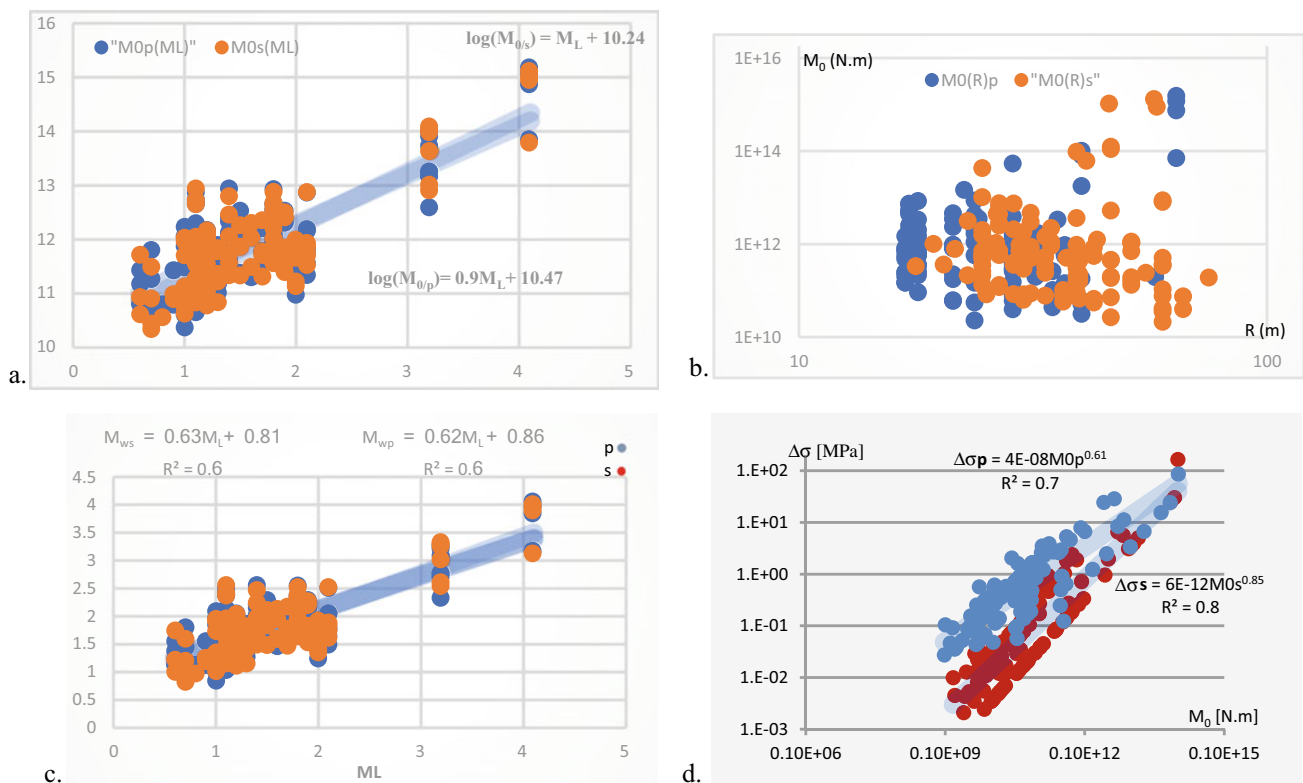 16
15
14
13
12
11
10
0 1 2 3 4 5
"M0p(ML)" M0s(ML)
log(M0/s) = ML + 10.24
log(M0/p) = 0.9ML + 10.47
a.
M0 (N.m)
M0(R)p "M0(R)s"
1E+16
1E+14
1E+12
1E+10
R (m)
10 100
b.
Mws = 0.63ML + 0.81 Mwp = 0.62ML + 0.86
R² = 0.6 R² = 0.6
p
s
4.5
4
3.5
3
2.5
2
1.5
1
0.5
0
0 1 2 3 4 5
ML
c.
Δσ [MPa]
Δσp = 4E-08M0p^0.61
R² = 0.7
1.E+02
1.E+01
1.E+00
1.E-01
1.E-02
1.E-03
Δσs = 6E-12M0s^0.85
R² = 0.8
M0 [N.m]
0.10E+06 0.10E+09 0.10E+12 0.10E+15
d.